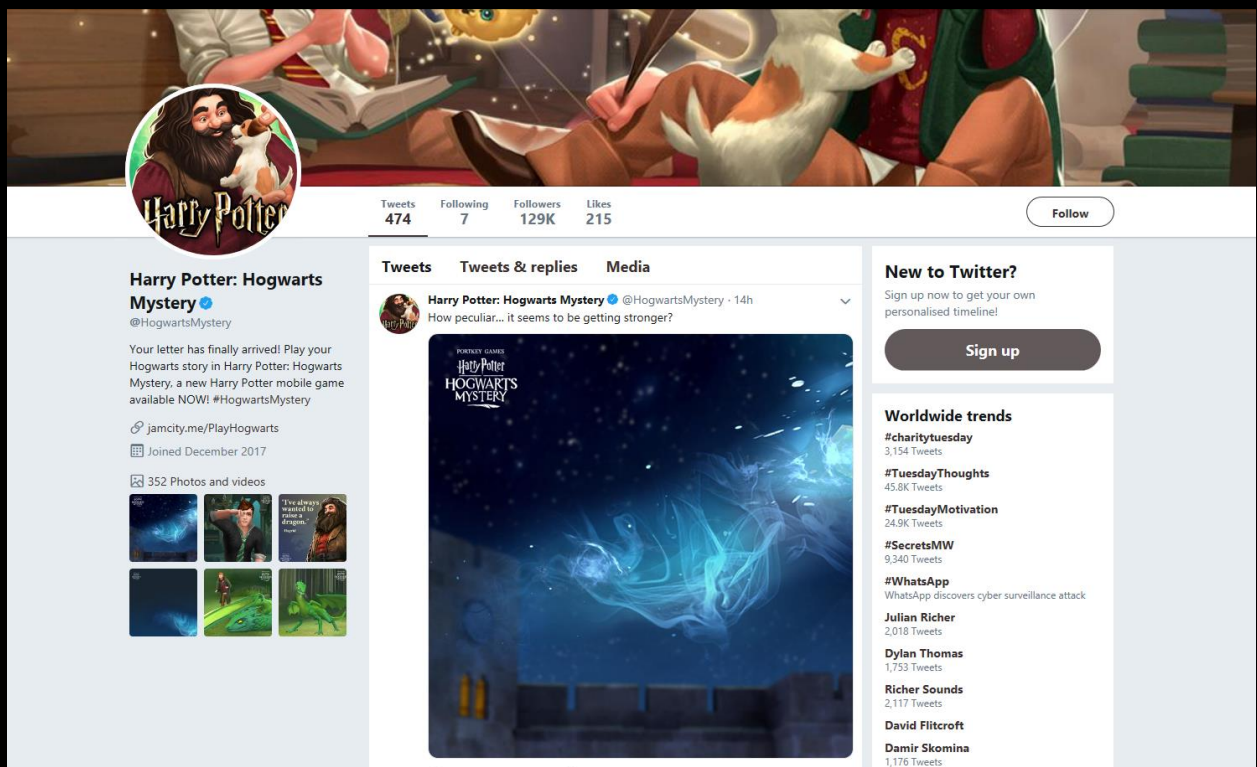 Harry Potter
Tweets
474
Following
7
Followers
129K
Likes
215
Follow
Harry Potter: Hogwarts
Mystery
@HogwartsMystery
Your letter has finally arrived! Play your
Hogwarts story in Harry Potter: Hogwarts
Mystery, a new Harry Potter mobile game
available NOW! #HogwartsMystery
jamcity.me/PlayHogwarts
Joined December 2017
352 Photos and videos
"I've always
wanted to
raise a
dragon."
Tweets Tweets & replies Media
Harry Potter: Hogwarts Mystery @HogwartsMystery · 14h
How peculiar... it seems to be getting stronger?
Harry Potter
PORTKEY GAMES
Harry Potter
HOGWARTS
MYSTERY
New to Twitter?
Sign up now to get your own
personalised timeline!
Sign up
Worldwide trends
#charitytuesday
3,154 Tweets
#TuesdayThoughts
45.8K Tweets
#TuesdayMotivation
24.9K Tweets
#SecretsMW
9,340 Tweets
#WhatsApp
WhatsApp discovers cyber surveillance attack
Julian Richer
2,018 Tweets
Dylan Thomas
1,753 Tweets
Richer Sounds
2,117 Tweets
David Flitcroft
Damir Skomina
1,176 Tweets